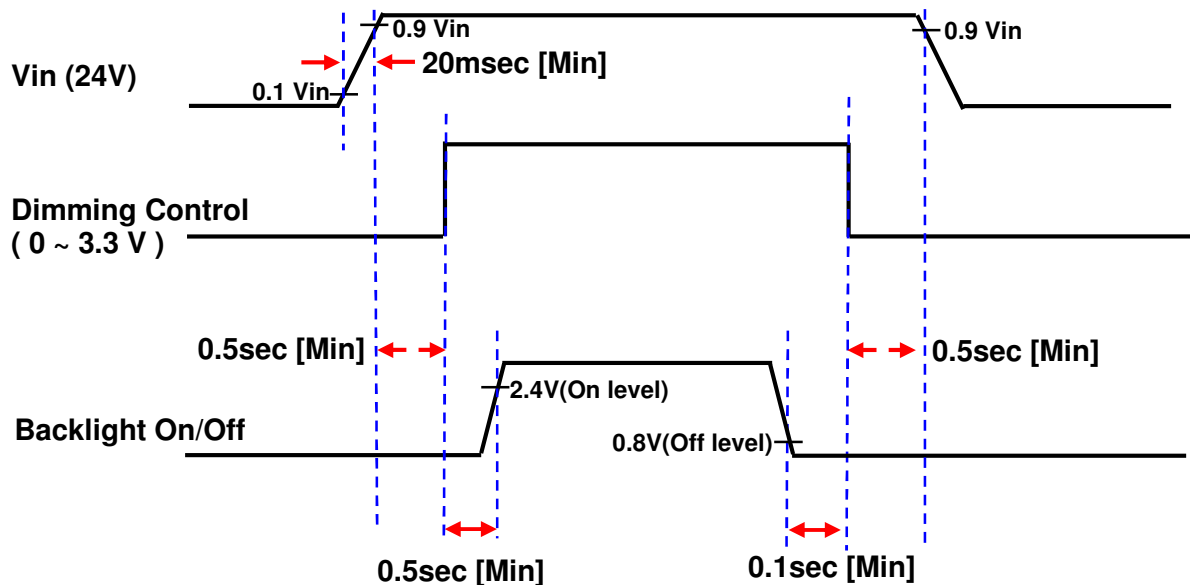 0.9 Vin
0.9 Vin
20msec [Min]
Vin (24V)
0.1 Vin
Dimming Control
( 0 ~ 3.3 V )
0.5sec [Min]
0.5sec [Min]
2.4V(On level)
Backlight On/Off
0.8V(Off level)
0.5sec [Min]
0.1sec [Min]